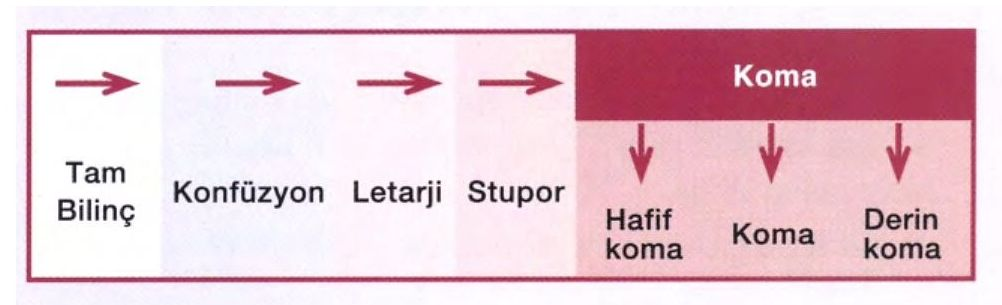 Koma
Tam
Bilinç
Konfüzyon
Letarji
Stupor
Hafif
koma
Koma
Derin
koma